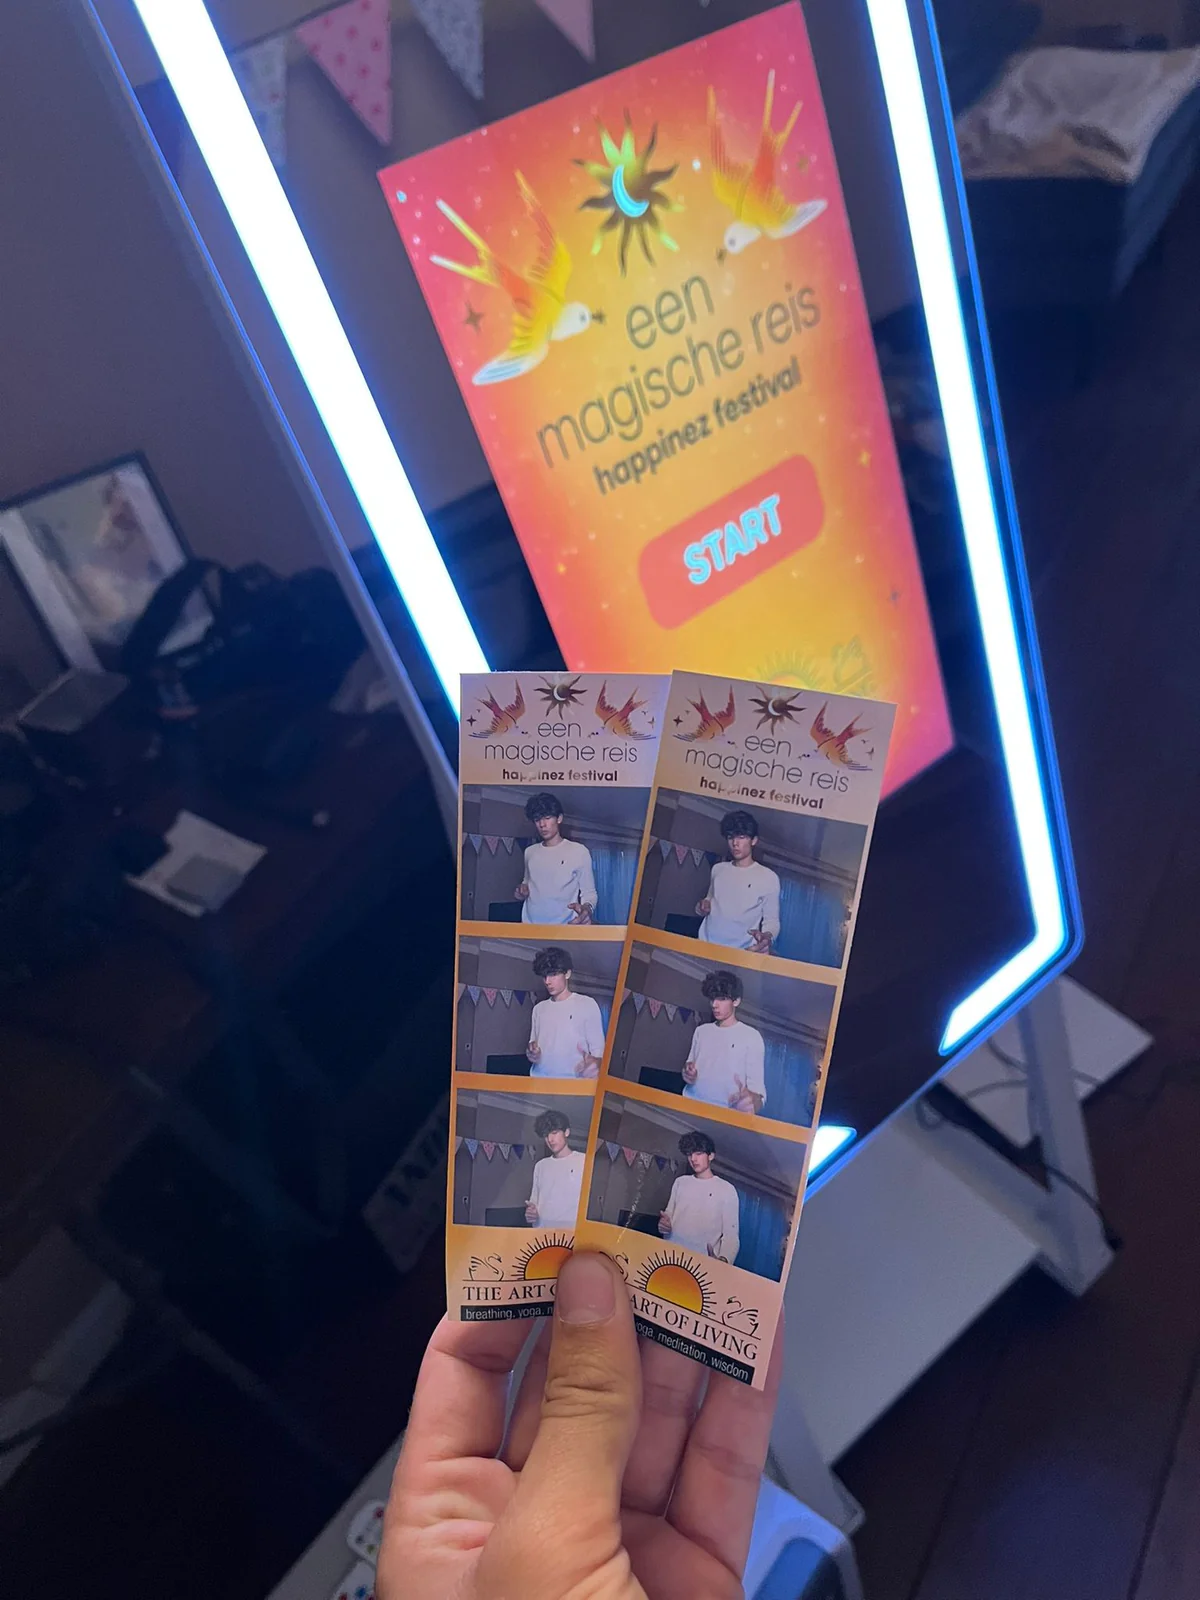 een
magische reis
happinez festival
START
een
magische reis
happinez festival
THE ART
breathing, yoga,
een
magische reis
happinez festival
ART OF LIVING
yoga, meditation, wisdom